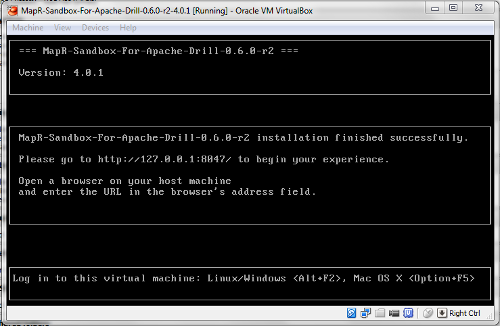 MapR-Sandbox-For-Apache-Drill-0.6.0-r2-4.0.1 [Running] - Oracle VM VirtualBox
Machine View Devices Help
=== MapR-Sandbox-For-Apache-Drill-0.6.0-r2 ===
Version: 4.0.1
MapR-Sandbox-For-Apache-Drill-0.6.0-r2 installation finished successfully.
Please go to http://127.0.0.1:8047/ to begin your experience.
Open a browser on your host machine
and enter the URL in the browser's address field.
Log in to this virtual machine: Linux/Windows <Alt+F2>, Mac OS X <Option+F5>
Right Ctrl